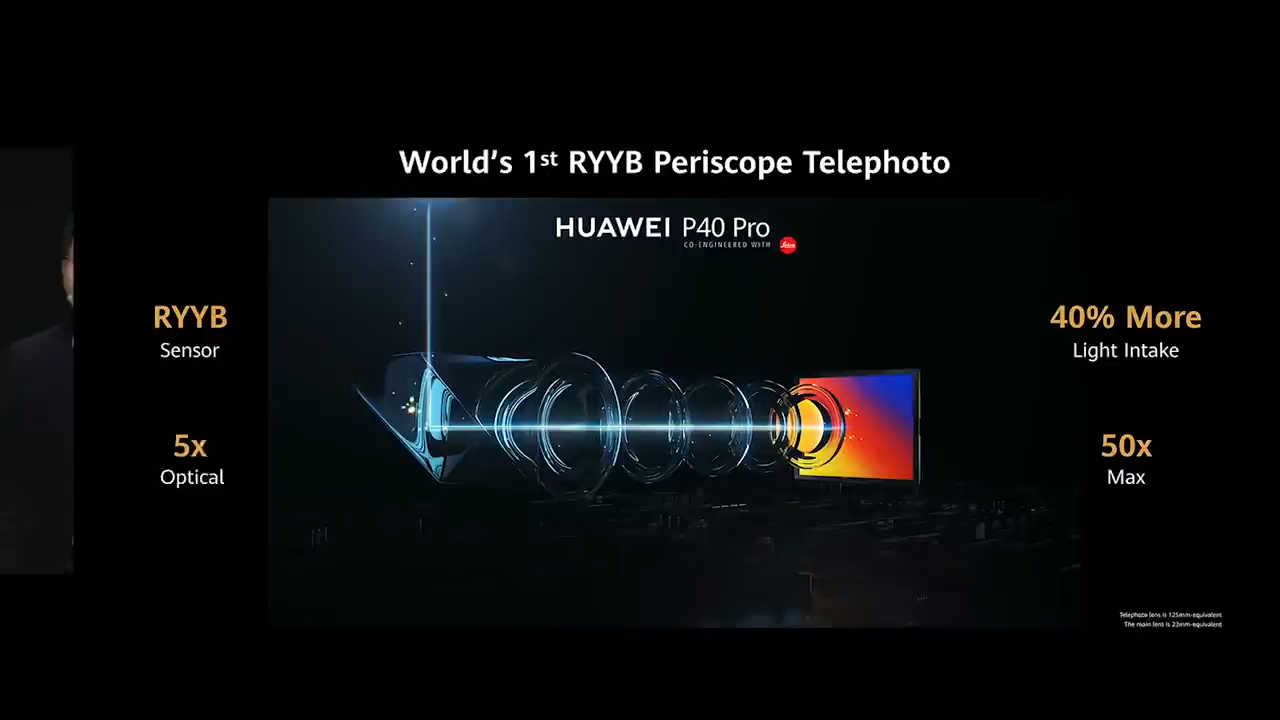 World's 1st RYYB Periscope Telephoto
HUAWEI P40 Pro
CO-ENGINEERED WITH Leica
RYYB
Sensor
5x
Optical
40% More
Light Intake
50x
Max
Telephoto lens is 125mm-equivalent
The main lens is 23mm-equivalent